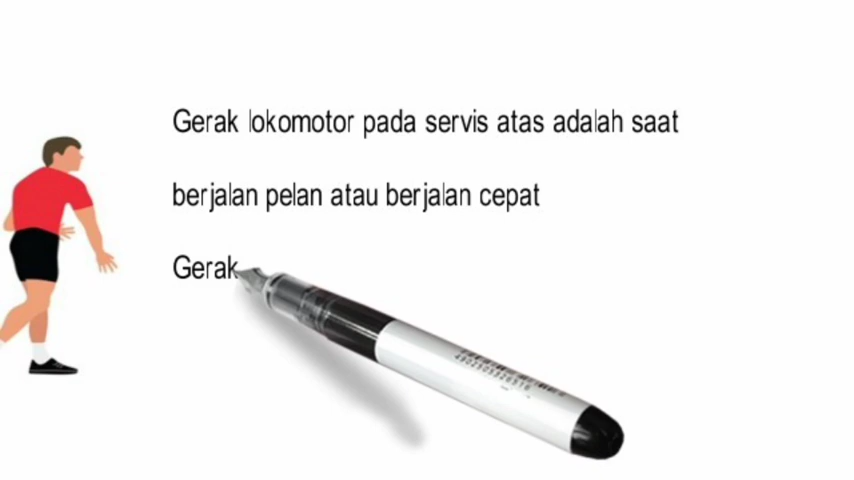 Gerak lokomotor pada servis atas adalah saat
berjalan pelan atau berjalan cepat
Gerak